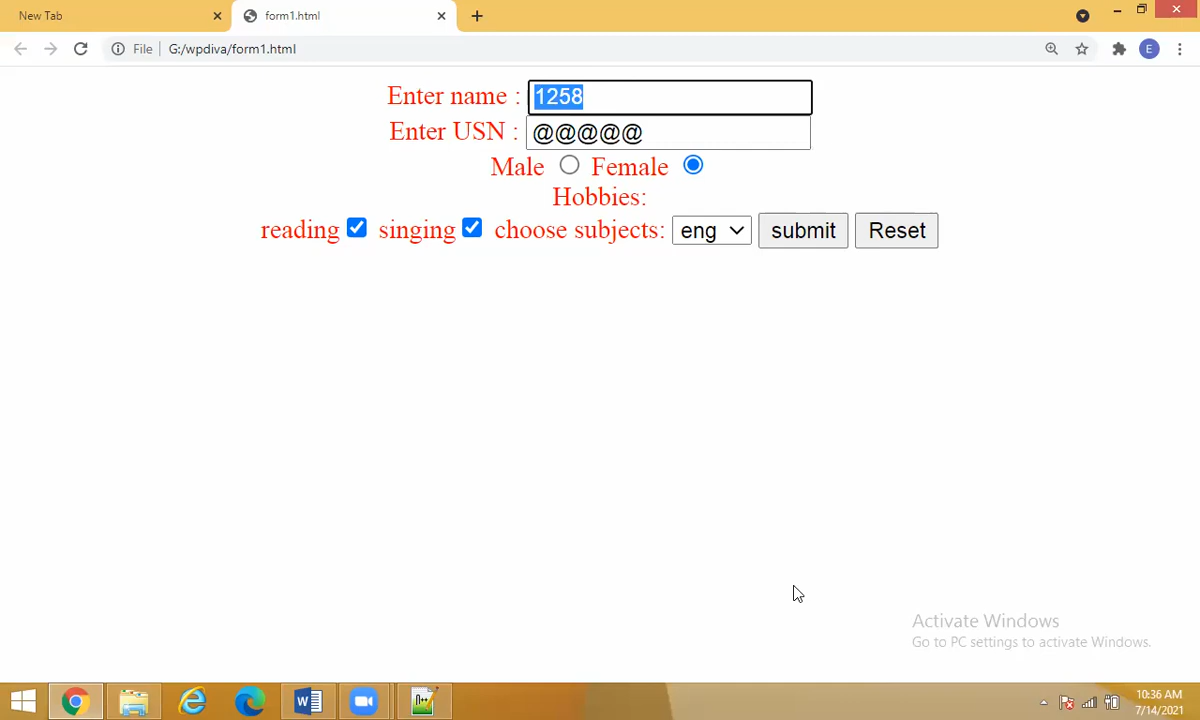 New Tab
form1.html
File
G:/wpdiva/form1.html
E
Enter name : 1258
Enter USN : @@@@@
Male Female
Hobbies:
reading singing choose subjects: eng submit Reset
Activate Windows
Go to PC settings to activate Windows.
10:36 AM
7/14/2021